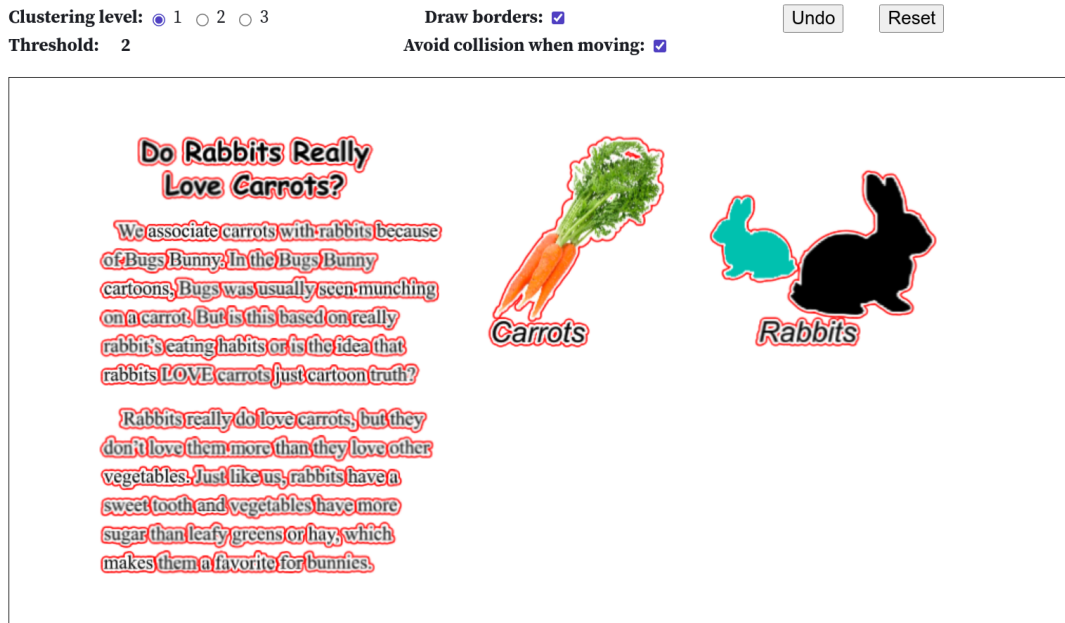 Clustering level: 1 2 3
Draw borders:
Undo
Reset
Threshold: 2
Avoid collision when moving:
Do Rabbits Really
Love Carrots?
We associate carrots with rabbits because
of Bugs Bunny. In the Bugs Bunny
cartoons, Bugs was usually seen munching
on a carrot. But is this based on really
rabbit's eating habits or is the idea that
rabbits LOVE carrots just cartoon truth?
Rabbits really do love carrots, but they
don't love them more than they love other
vegetables. Just like us, rabbits have a
sweet tooth and vegetables have more
sugar than leafy greens or hay, which
makes them a favorite for bunnies.
Carrots
Rabbits